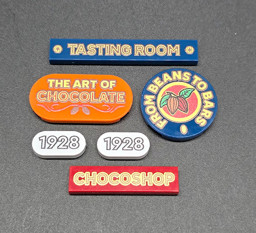 TASTING ROOM
THE ART OF
CHOCOLATE
FROM BEANS TO BARS
1928
1928
CHOCOSHOP